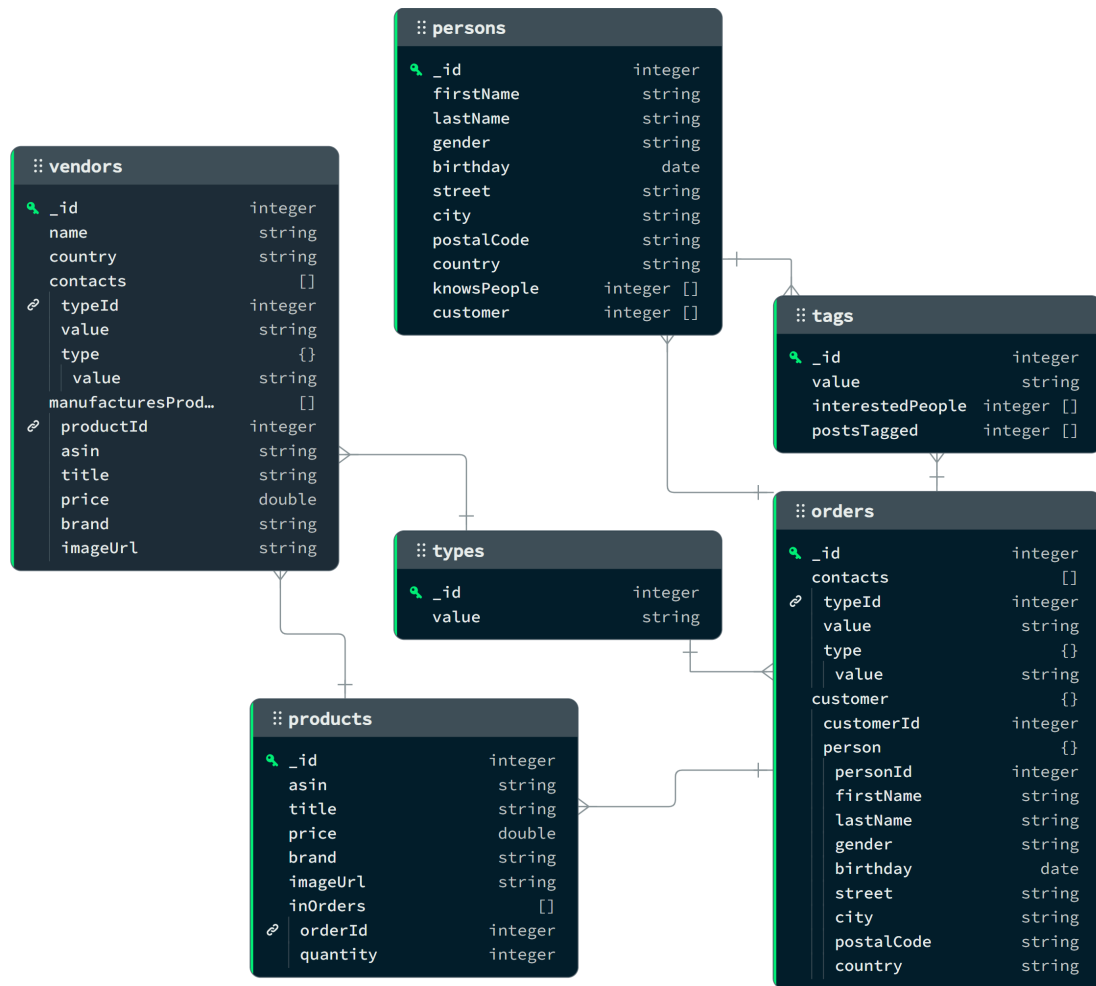 persons
_id integer
firstName string
lastName string
gender string
birthday date
street string
city string
postalCode string
country string
knowsPeople integer []
customer integer []
vendors
_id integer
name string
country string
contacts []
typeId integer
value string
type {}
value string
manufacturesProd… []
productId integer
asin string
title string
price double
brand string
imageUrl string
tags
_id integer
value string
interestedPeople integer []
postsTagged integer []
types
_id integer
value string
orders
_id integer
contacts []
typeId integer
value string
type {}
value string
customer {}
customerId integer
person {}
personId integer
firstName string
lastName string
gender string
birthday date
street string
city string
postalCode string
country string
products
_id integer
asin string
title string
price double
brand string
imageUrl string
inOrders []
orderId integer
quantity integer